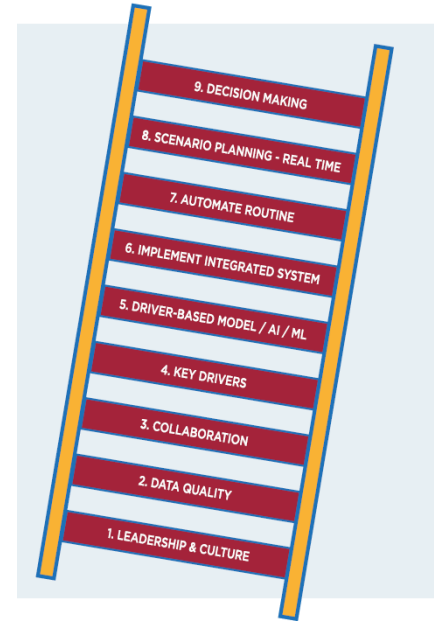 9. DECISION MAKING
8. SCENARIO PLANNING - REAL TIME
7. AUTOMATE ROUTINE
6. IMPLEMENT INTEGRATED SYSTEM
5. DRIVER-BASED MODEL / AI / ML
4. KEY DRIVERS
3. COLLABORATION
2. DATA QUALITY
1. LEADERSHIP & CULTURE